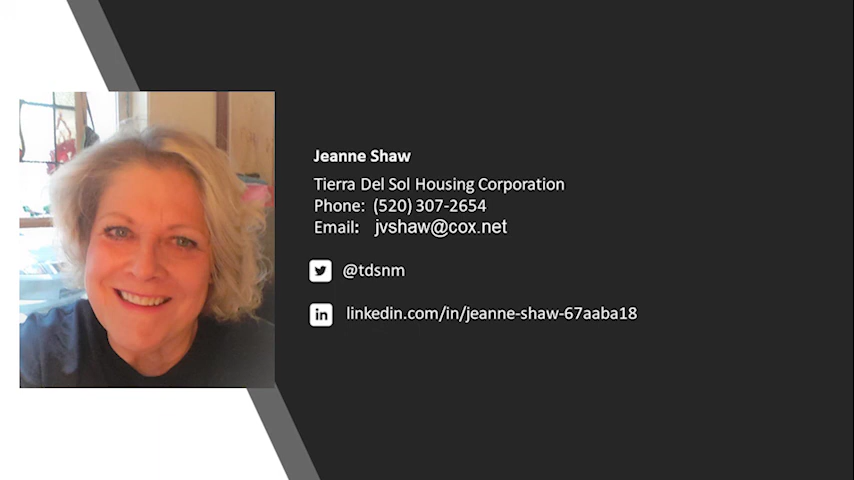 Jeanne Shaw
Tierra Del Sol Housing Corporation
Phone: (520) 307-2654
Email: jvshaw@cox.net
@tdsnm
in linkedin.com/in/jeanne-shaw-67aaba18